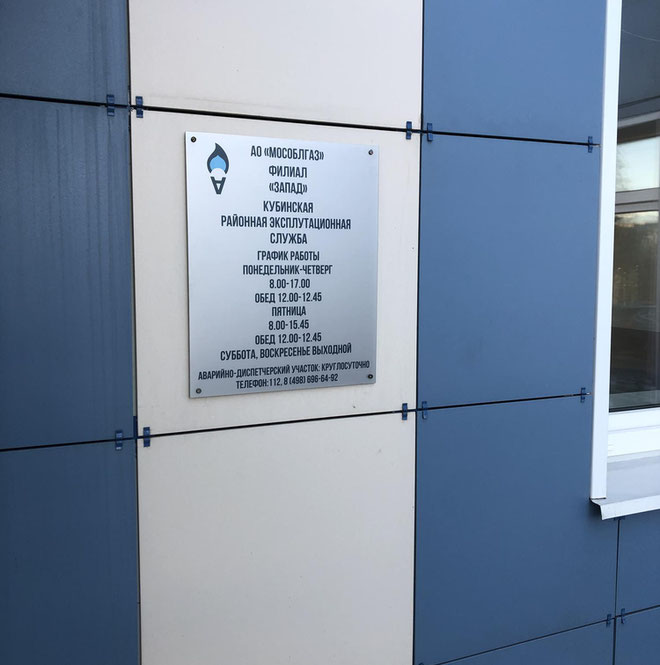 АО «МОСОБЛГАЗ»
ФИЛИАЛ
«ЗАПАД»
КУБИНСКАЯ
РАЙОННАЯ ЭКСПЛУТАЦИОННАЯ
СЛУЖБА
ГРАФИК РАБОТЫ
ПОНЕДЕЛЬНИК-ЧЕТВЕРГ
8.00-17.00
ОБЕД 12.00-12.45
ПЯТНИЦА
8.00-15.45
ОБЕД 12.00-12.45
СУББОТА, ВОСКРЕСЕНЬЕ ВЫХОДНОЙ
АВАРИЙНО-ДИСПЕТЧЕРСКИЙ УЧАСТОК: КРУГЛОСУТОЧНО
ТЕЛЕФОН:112, 8 (498) 696-64-92